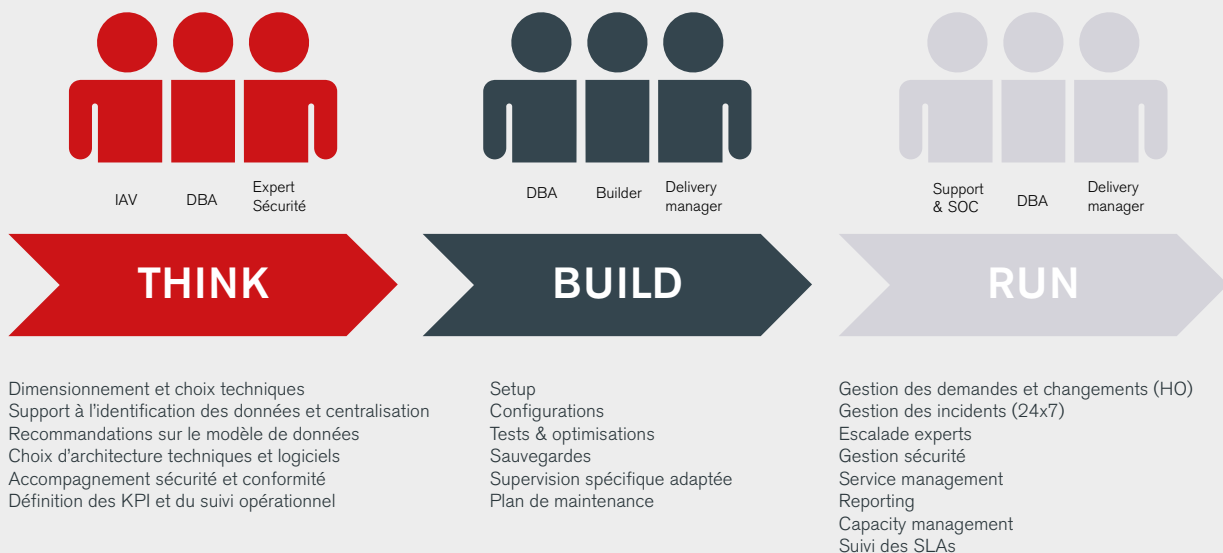 IAV
DBA
Expert
Sécurité
THINK
Dimensionnement et choix techniques
Support à l'identification des données et centralisation
Recommandations sur le modèle de données
Choix d'architecture techniques et logiciels
Accompagnement sécurité et conformité
Définition des KPI et du suivi opérationnel
DBA
Builder
Delivery
manager
BUILD
Setup
Configurations
Tests & optimisations
Sauvegardes
Supervision spécifique adaptée
Plan de maintenance
Support
& SOC
DBA
Delivery
manager
RUN
Gestion des demandes et changements (HO)
Gestion des incidents (24x7)
Escalade experts
Gestion sécurité
Service management
Reporting
Capacity management
Suivi des SLAs